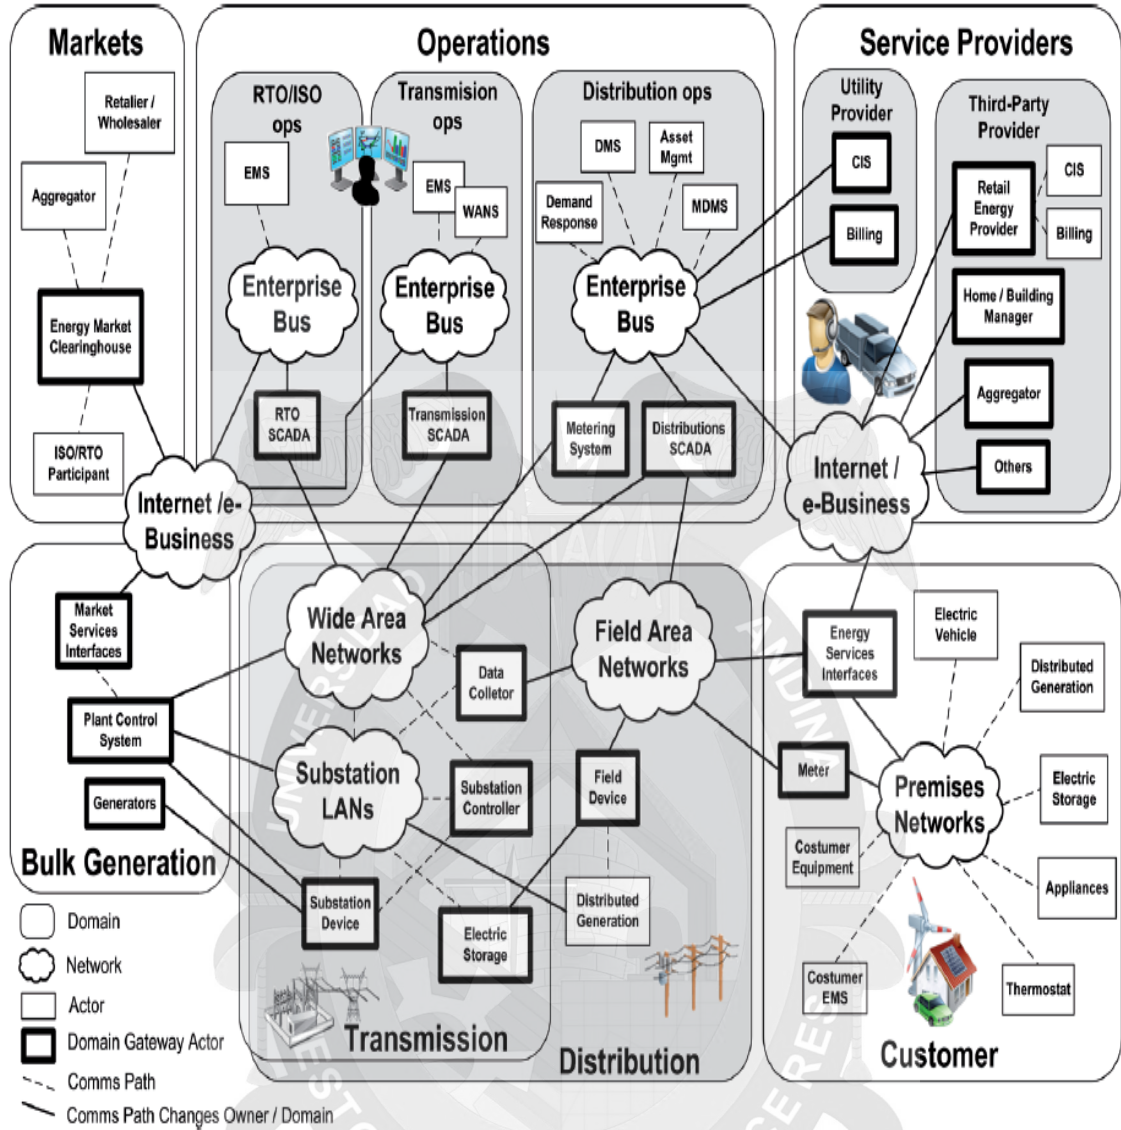 Markets
Operations
Service Providers
Retalier /
Wholesaler
Aggregator
Energy Market
Clearinghouse
ISO/RTO
Participant
Internet /e-
Business
RTO/ISO
ops
EMS
Enterprise
Bus
RTO
SCADA
Transmision
ops
EMS
WANS
Enterprise
Bus
Transmission
SCADA
Distribution ops
DMS
Asset
Mgmt
Demand
Response
MDMS
Enterprise
Bus
Metering
System
Distributions
SCADA
Utility
Provider
CIS
Billing
Third-Party
Provider
Retail
Energy
Provider
CIS
Billing
Home / Building
Manager
Aggregator
Others
Internet /
e-Business
Market
Services
Interfaces
Plant Control
System
Generators
Bulk Generation
Wide Area
Networks
Data
Colletor
Substation
LANs
Substation
Controller
Substation
Device
Electric
Storage
Transmission
Field Area
Networks
Field
Device
Distributed
Generation
Distribution
Energy
Services
Interfaces
Electric
Vehicle
Distributed
Generation
Meter
Premises
Networks
Electric
Storage
Costumer
Equipment
Appliances
Costumer
EMS
Thermostat
Customer
Domain
Network
Actor
Domain Gateway Actor
Comms Path
Comms Path Changes Owner / Domain
ANDINA